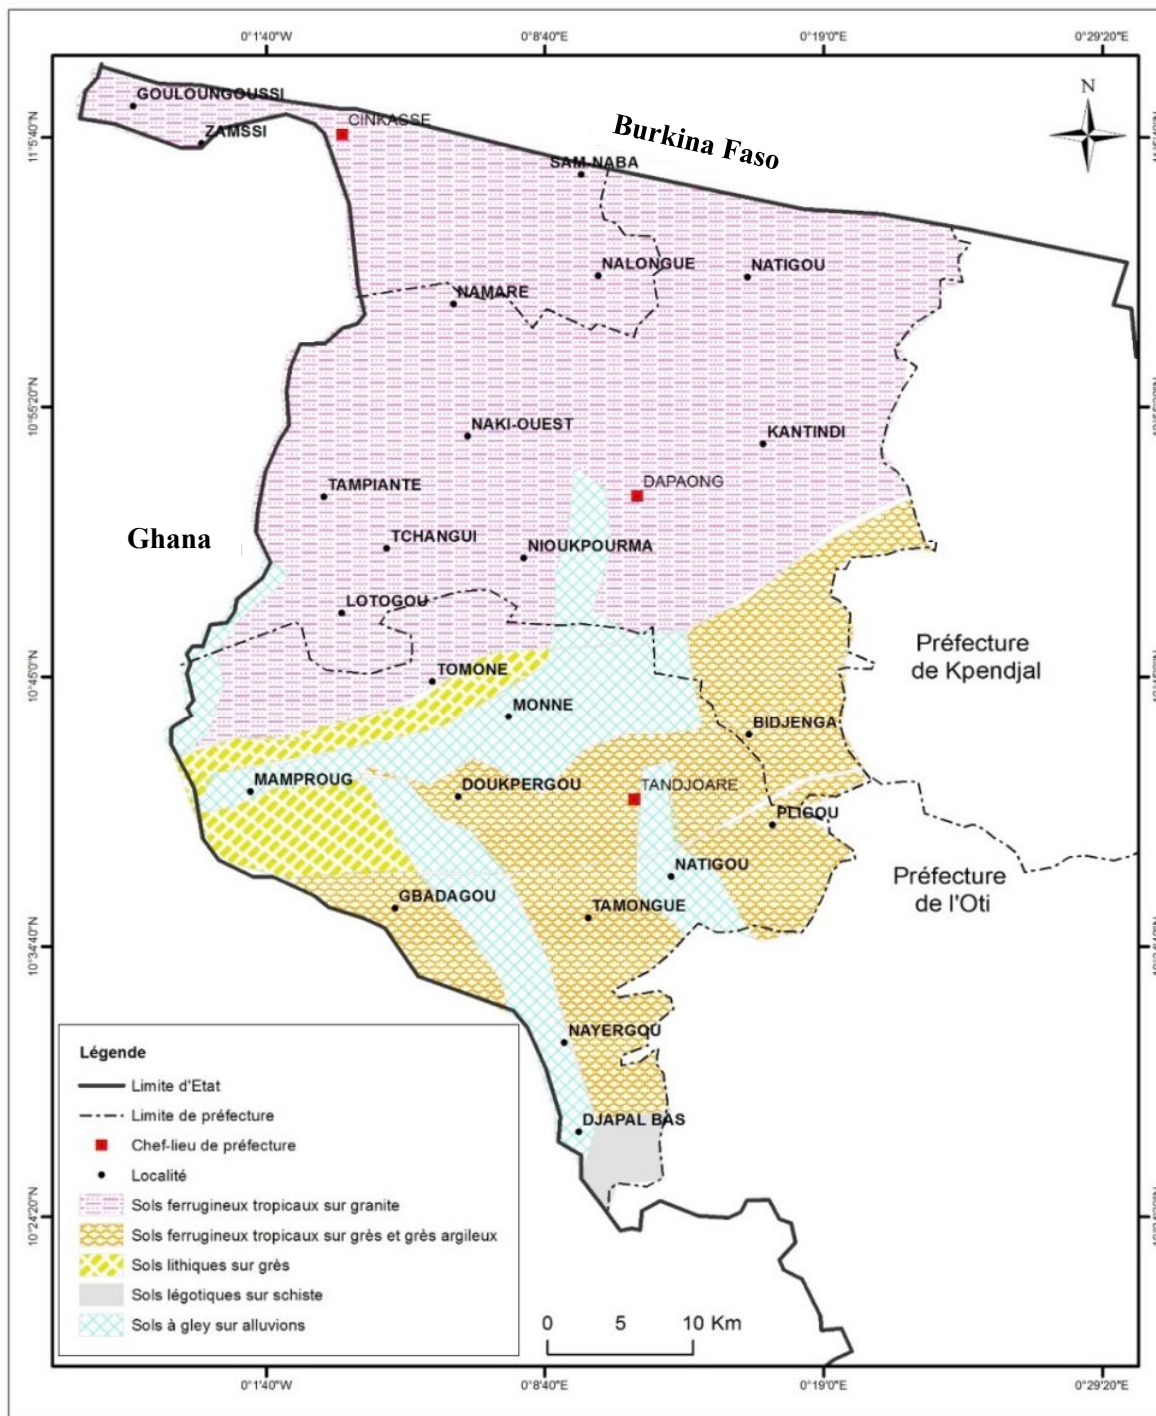 0°1'40"W 0°8'40"E 0°19'0"E 0°29'20"E
N
GOULOUNGOUSSI
CINKASSE
11°5'40"N
ZAMSSI
Burkina Faso
SAM-NABA
NALONGUE
NATIGOU
NAMARE
10°55'20"N
NAKI-OUEST
KANTINDI
DAPAONG
TAMPIANTE
Ghana
TCHANGUI
NIOUKPOURMA
LOTOGOU
Préfecture
de Kpendjal
10°45'0"N
TOMONE
MONNE
BIDJENGA
MAMPROUG
DOUKPERGOU
TANDJOARE
PLIGOU
NATIGOU
Préfecture
de l'Oti
GBADAGOU
TAMONGUE
10°34'40"N
NAYERGOU
DJAPAL BAS
10°24'20"N
Légende
Limite d'Etat
Limite de préfecture
Chef-lieu de préfecture
Localité
Sols ferrugineux tropicaux sur granite
Sols ferrugineux tropicaux sur grès et grès argileux
Sols lithiques sur grès
Sols légotiques sur schiste
Sols à gley sur alluvions
0 5 10 Km
0°1'40"W 0°8'40"E 0°19'0"E 0°29'20"E